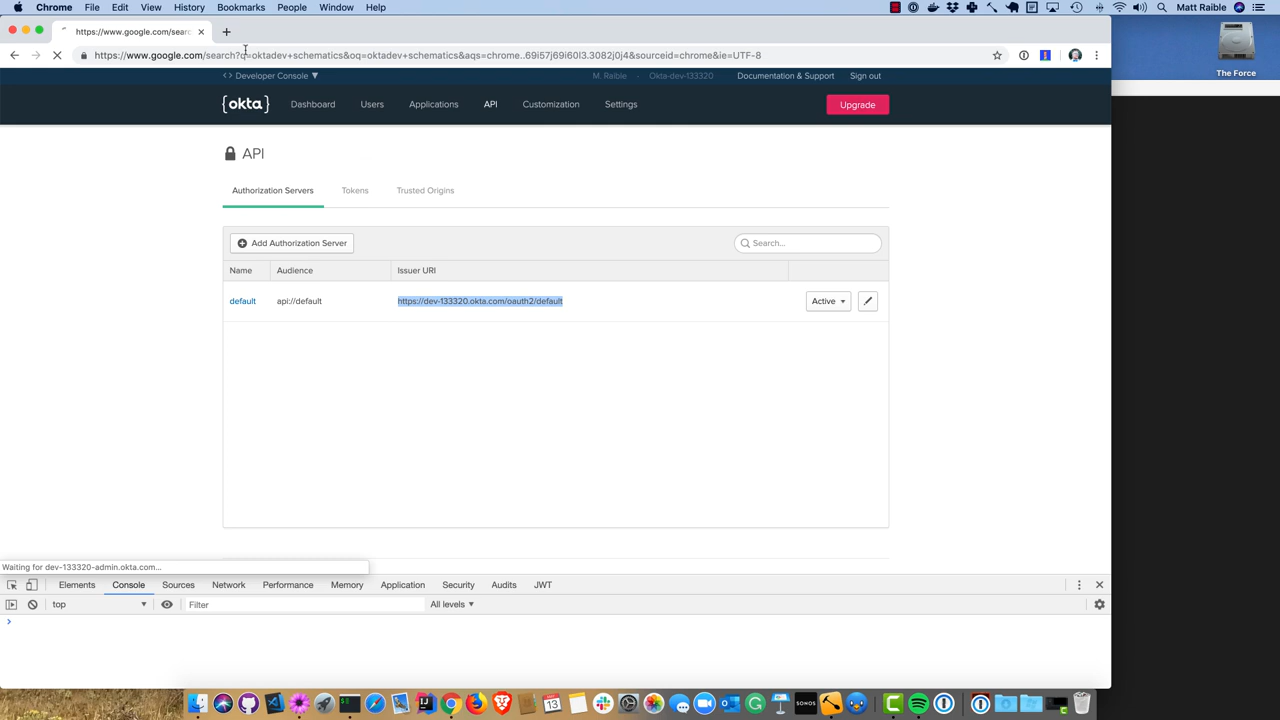 Chrome File Edit View History Bookmarks People Window Help Matt Raible
https://www.google.com/searc
https://www.google.com/search?q=oktadev+schematics&oq=oktadev+schematics&aqs=chrome..69i57j69i60l3.3082j0j4&sourceid=chrome&ie=UTF-8
The Force
<> Developer Console ▼ M. Raible Okta-dev-133320 Documentation & Support Sign out
{okta} Dashboard Users Applications API Customization Settings Upgrade
API
Authorization Servers Tokens Trusted Origins
Add Authorization Server Search...
Name Audience Issuer URI
default api://default https://dev-133320.okta.com/oauth2/default Active
Waiting for dev-133320-admin.okta.com...
Elements Console Sources Network Performance Memory Application Security Audits JWT
top Filter All levels
13
SONOS